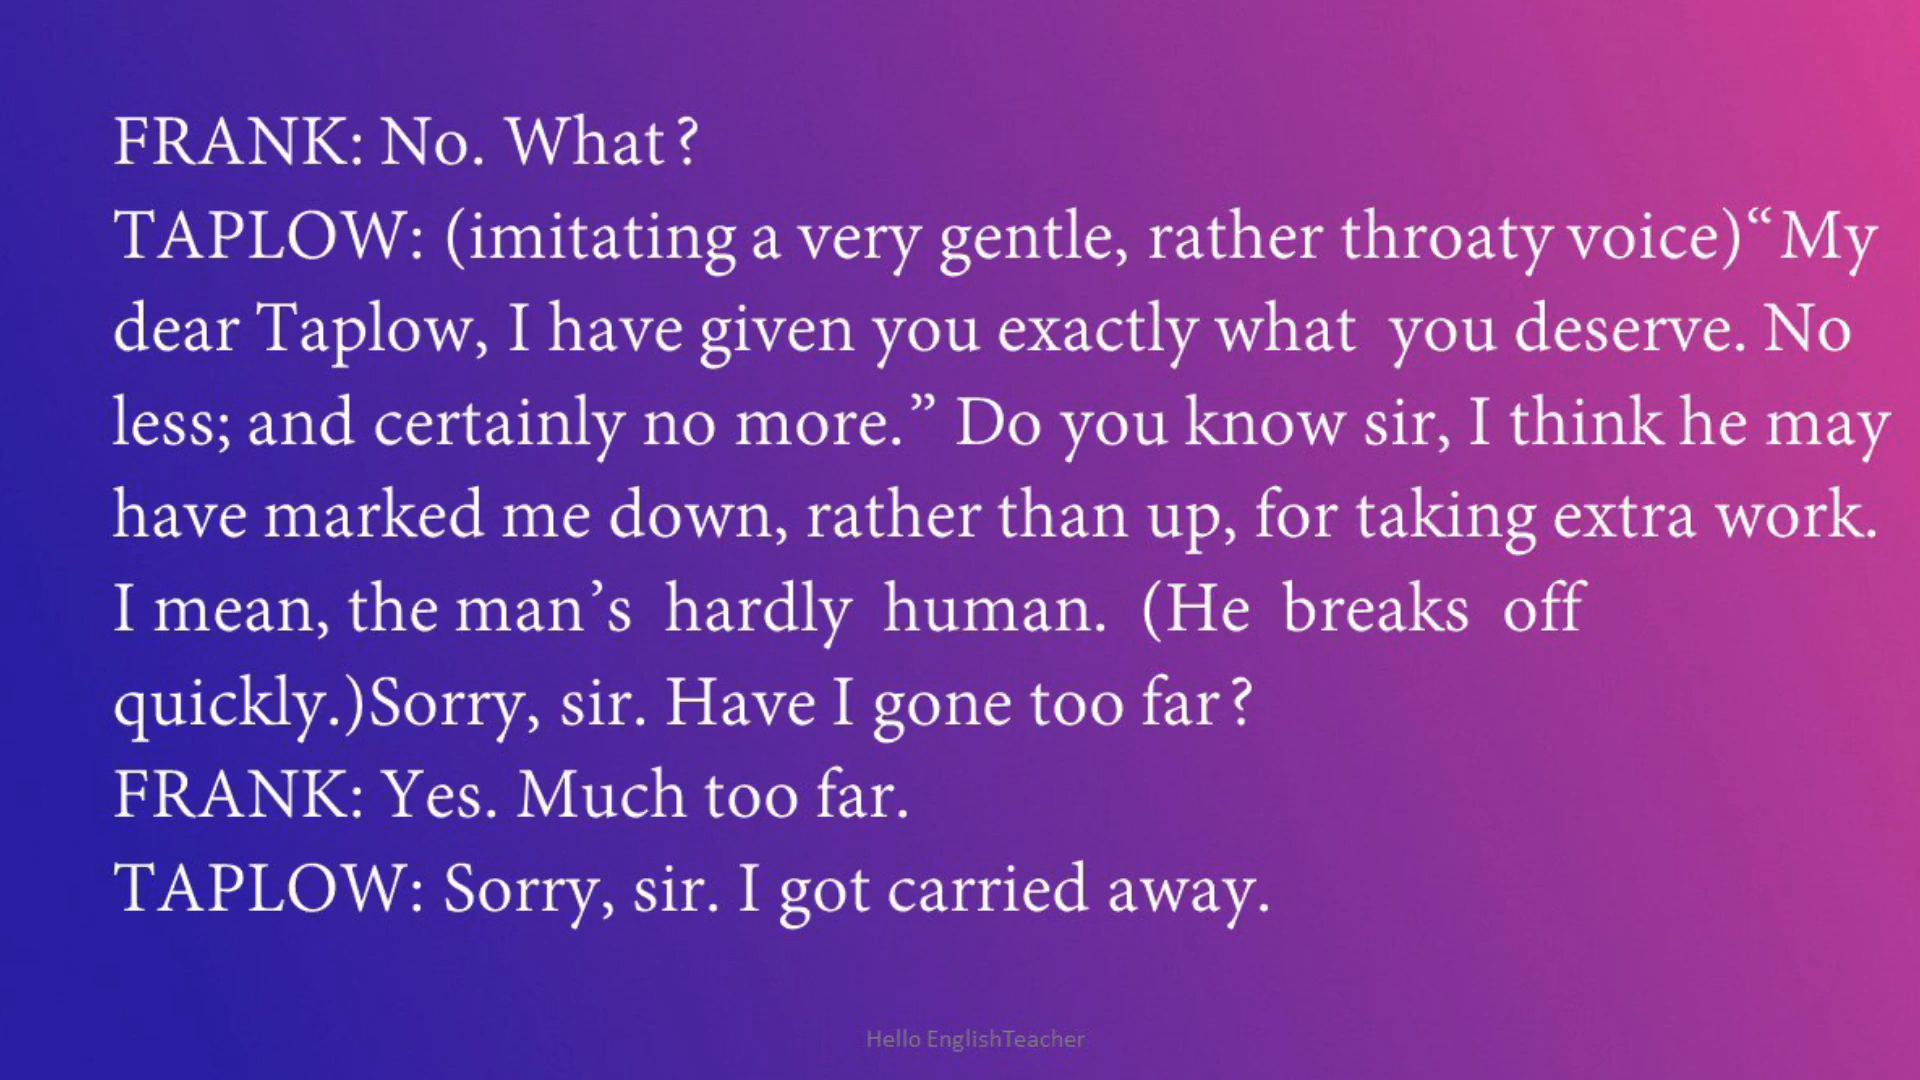 FRANK: No. What?
TAPLOW: (imitating a very gentle, rather throaty voice)“My
dear Taplow, I have given you exactly what you deserve. No
less; and certainly no more.” Do you know sir, I think he may
have marked me down, rather than up, for taking extra work.
I mean, the man’s hardly human. (He breaks off
quickly.)Sorry, sir. Have I gone too far?
FRANK: Yes. Much too far.
TAPLOW: Sorry, sir. I got carried away.
Hello EnglishTeacher